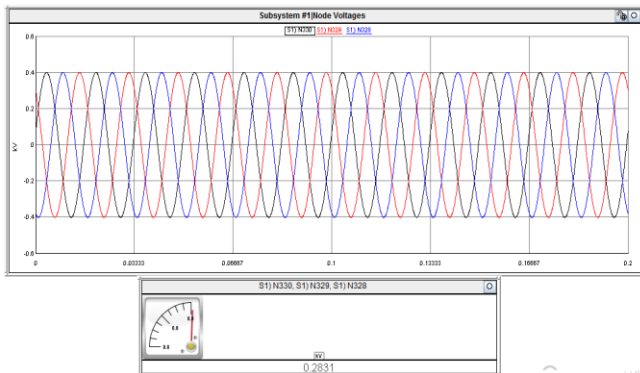 Subsystem #1|Node Voltages
S1) N330 S1) N329 S1) N328
0.6
0.4
0.2
0
-0.2
-0.4
-0.6
kV
0 0.03333 0.06667 0.1 0.13333 0.16667 0.2
S1) N330, S1) N329, S1) N328
kV
0.2831